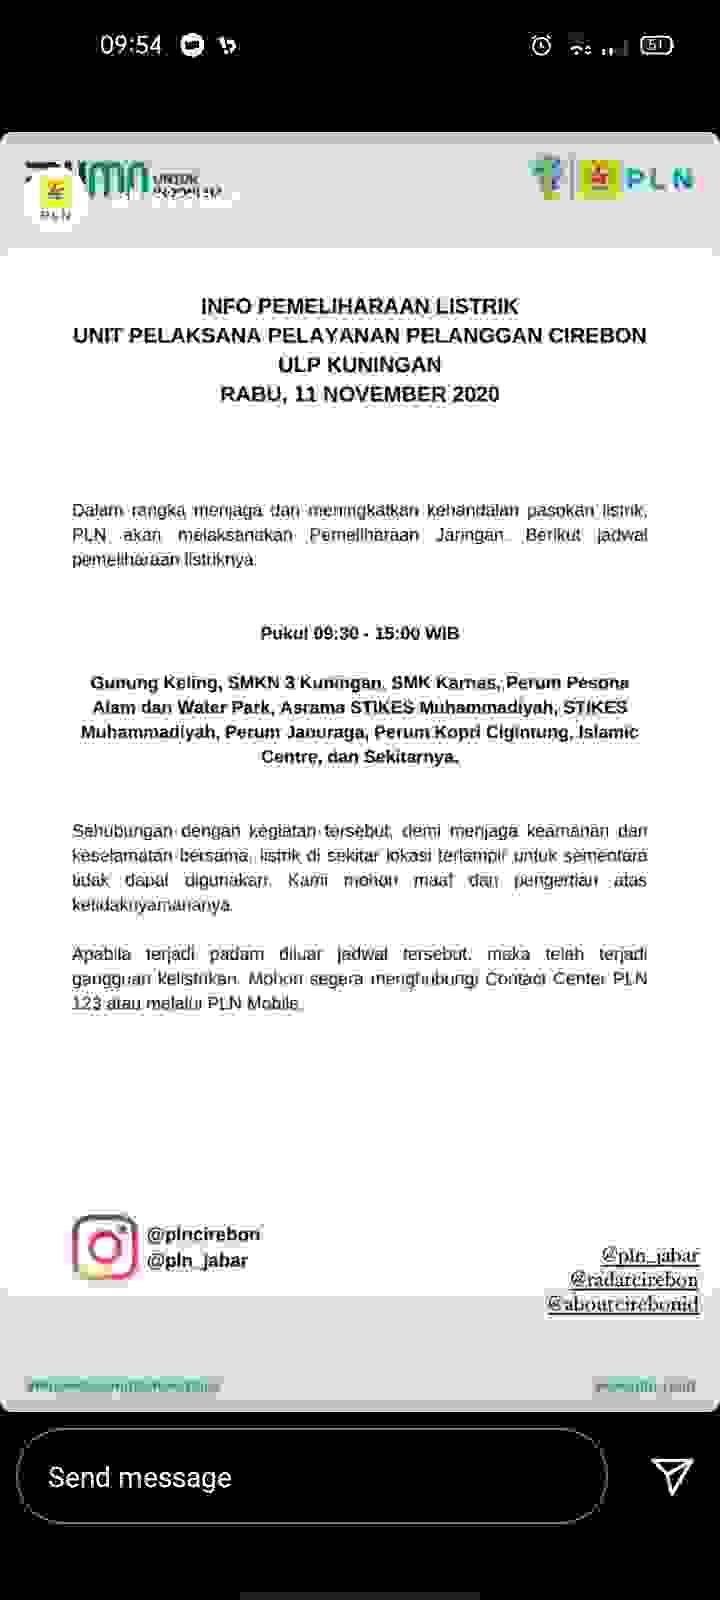 09:54
51
UNTUK
PLN
PLN
INFO PEMELIHARAAN LISTRIK
UNIT PELAKSANA PELAYANAN PELANGGAN CIREBON
ULP KUNINGAN
RABU, 11 NOVEMBER 2020
Dalam rangka menjaga dan meningkatkan kehandalan pasokan listrik,
PLN akan melaksanakan Pemeliharaan Jaringan. Berikut jadwal
pemeliharaan listriknya.
Pukul 09:30 - 15:00 WIB
Gunung Keling, SMKN 3 Kuningan, SMK Karnas, Perum Pesona
Alam dan Water Park, Asrama STIKES Muhammadiyah, STIKES
Muhammadiyah, Perum Januraga, Perum Kopri Cigintung, Islamic
Centre, dan Sekitarnya.
Sehubungan dengan kegiatan tersebut, demi menjaga keamanan dan
keselamatan bersama, listrik di sekitar lokasi terlampir untuk sementara
tidak dapat digunakan. Kami mohon maaf dan pengertian atas
ketidaknyamananya.
Apabila terjadi padam diluar jadwal tersebut, maka telah terjadi
gangguan kelistrikan. Mohon segera menghubungi Contact Center PLN
123 atau melalui PLN Mobile.
@plncirebon
@pln_jabar
@pln_jabar
@radarcirebon
@aboutcirebonid
Send message